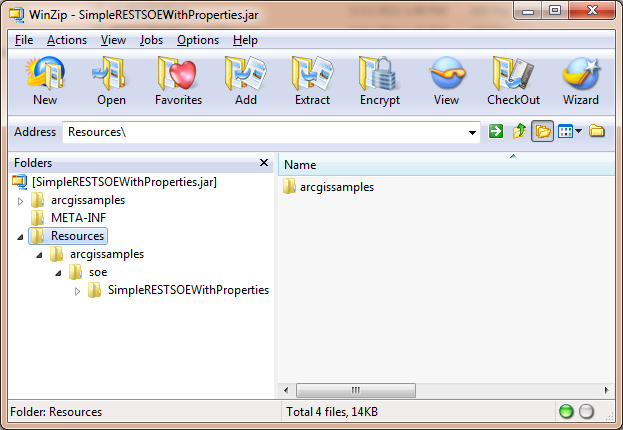 WinZip - SimpleRESTSOEWithProperties.jar
File Actions View Jobs Options Help
New Open Favorites Add Extract Encrypt View CheckOut Wizard
Address Resources\
Folders
[SimpleRESTSOEWithProperties.jar]
arcgissamples
META-INF
Resources
arcgissamples
soe
SimpleRESTSOEWithProperties
Name
arcgissamples
Folder: Resources
Total 4 files, 14KB